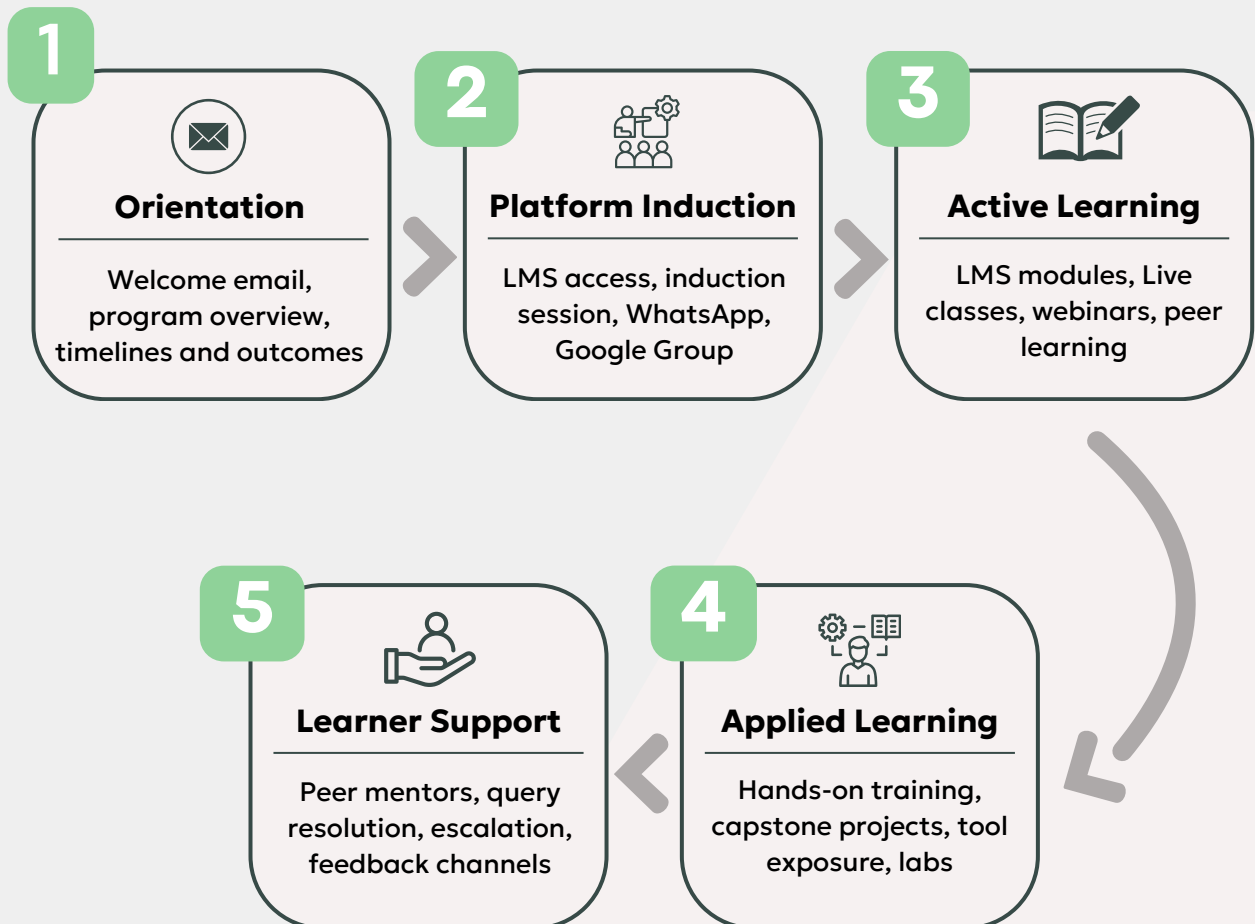 1
Orientation
Welcome email,
program overview,
timelines and outcomes
2
Platform Induction
LMS access, induction
session, WhatsApp,
Google Group
3
Active Learning
LMS modules, Live
classes, webinars, peer
learning
4
Applied Learning
Hands-on training,
capstone projects, tool
exposure, labs
5
Learner Support
Peer mentors, query
resolution, escalation,
feedback channels